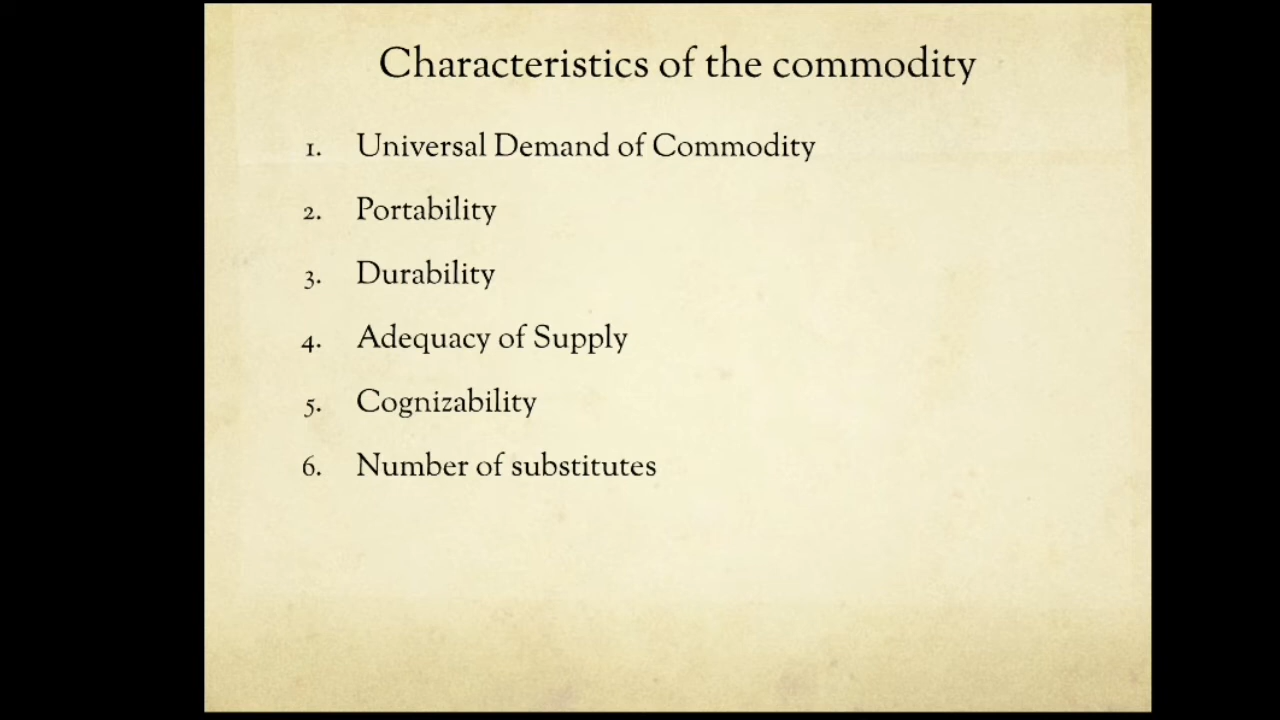 Characteristics of the commodity
1. Universal Demand of Commodity
2. Portability
3. Durability
4. Adequacy of Supply
5. Cognizability
6. Number of substitutes